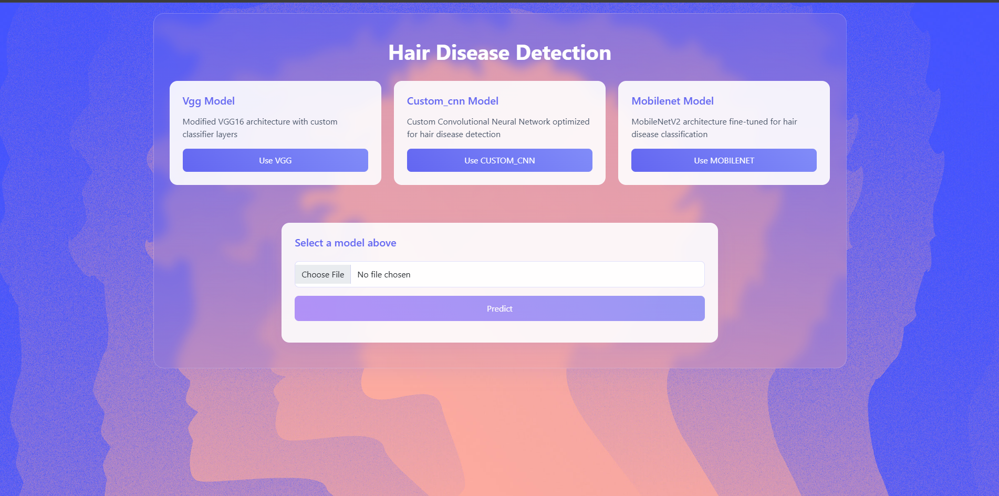 Hair Disease Detection
Vgg Model
Modified VGG16 architecture with custom
classifier layers
Use VGG
Custom_cnn Model
Custom Convolutional Neural Network optimized
for hair disease detection
Use CUSTOM_CNN
Mobilenet Model
MobileNetV2 architecture fine-tuned for hair
disease classification
Use MOBILENET
Select a model above
Choose File No file chosen
Predict